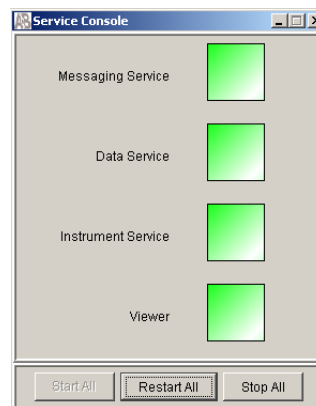 Service Console
Messaging Service
Data Service
Instrument Service
Viewer
Start All Restart All Stop All